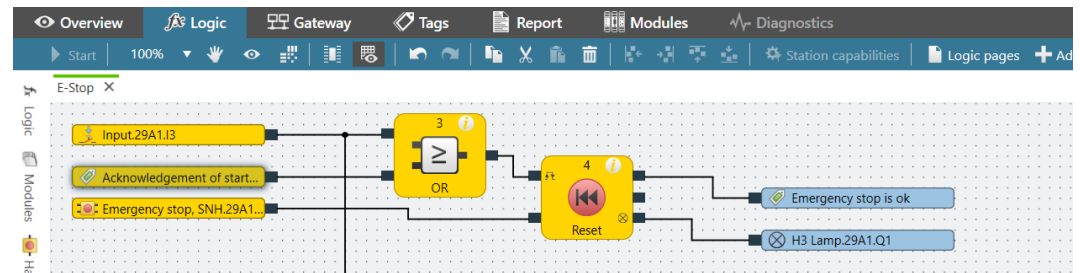 Overview Logic Gateway Tags Report Modules Diagnostics
Start 100% Station capabilities Logic pages Ad
E-Stop
Logic
Modules
Ha
Input.29A1.I3
Acknowledgement of start...
Emergency stop, SNH.29A1...
3
OR
4
Reset
Emergency stop is ok
H3 Lamp.29A1.Q1